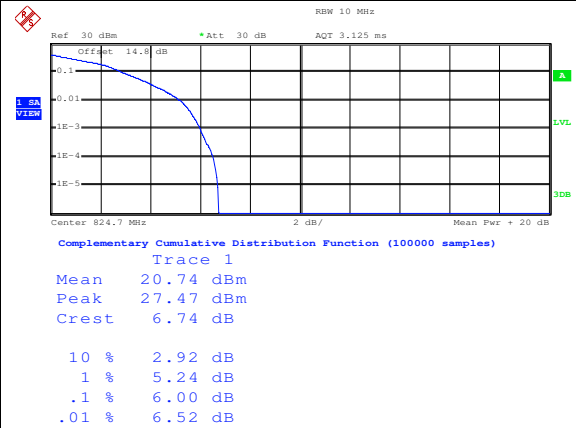 RBW 10 MHz
Ref 30 dBm *Att 30 dB AQT 3.125 ms
Offset 14.8 dB
0.1
A
0.01
1 SA
VIEW
LVL
1E-3
1E-4
1E-5
3DB
Center 824.7 MHz 2 dB/ Mean Pwr + 20 dB
Complementary Cumulative Distribution Function (100000 samples)
Trace 1
Mean 20.74 dBm
Peak 27.47 dBm
Crest 6.74 dB
10 % 2.92 dB
1 % 5.24 dB
.1 % 6.00 dB
.01 % 6.52 dB